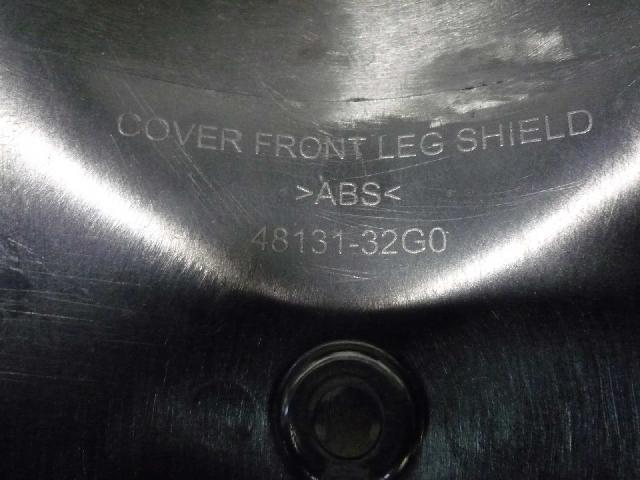 COVER FRONT LEG SHIELD
>ABS<
48131-32G0